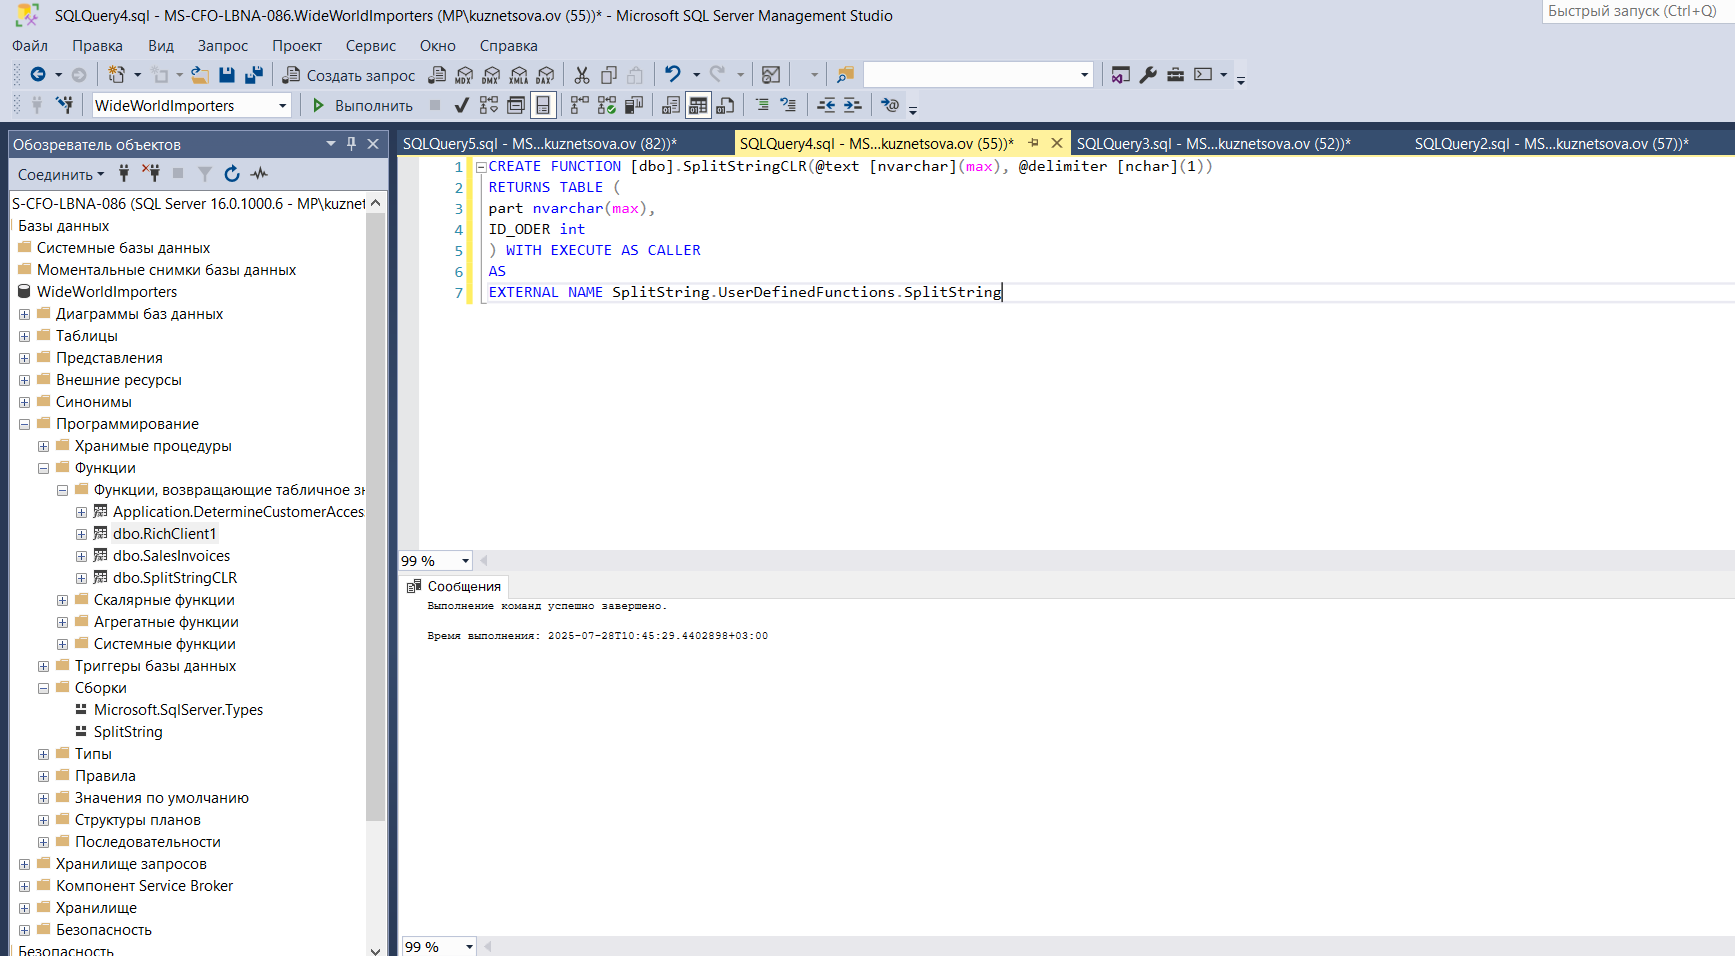 SQLQuery4.sql - MS-CFO-LBNA-086.WideWorldImporters (MP\kuznetsova.ov (55))* - Microsoft SQL Server Management Studio
Быстрый запуск (Ctrl+Q)
Файл Правка Вид Запрос Проект Сервис Окно Справка
Создать запрос MDX DMX XMLA DAX
WideWorldImporters Выполнить
Обозреватель объектов
SQLQuery5.sql - MS...kuznetsova.ov (82))* SQLQuery4.sql - MS...kuznetsova.ov (55))* SQLQuery3.sql - MS...kuznetsova.ov (52))* SQLQuery2.sql - MS...kuznetsova.ov (57))*
Соединить
S-CFO-LBNA-086 (SQL Server 16.0.1000.6 - MP\kuznet
Базы данных
Системные базы данных
Моментальные снимки базы данных
WideWorldImporters
Диаграммы баз данных
Таблицы
Представления
Внешние ресурсы
Синонимы
Программирование
Хранимые процедуры
Функции
Функции, возвращающие табличное зн
Application.DetermineCustomerAcces
dbo.RichClient1
dbo.SalesInvoices
dbo.SplitStringCLR
Скалярные функции
Агрегатные функции
Системные функции
Триггеры базы данных
Сборки
Microsoft.SqlServer.Types
SplitString
Типы
Правила
Значения по умолчанию
Структуры планов
Последовательности
Хранилище запросов
Компонент Service Broker
Хранилище
Безопасность
Безопасность
1 CREATE FUNCTION [dbo].SplitStringCLR(@text [nvarchar](max), @delimiter [nchar](1))
2 RETURNS TABLE (
3 part nvarchar(max),
4 ID_ODER int
5 ) WITH EXECUTE AS CALLER
6 AS
7 EXTERNAL NAME SplitString.UserDefinedFunctions.SplitString
99 %
Сообщения
Выполнение команд успешно завершено.
Время выполнения: 2025-07-28T10:45:29.4402898+03:00
99 %